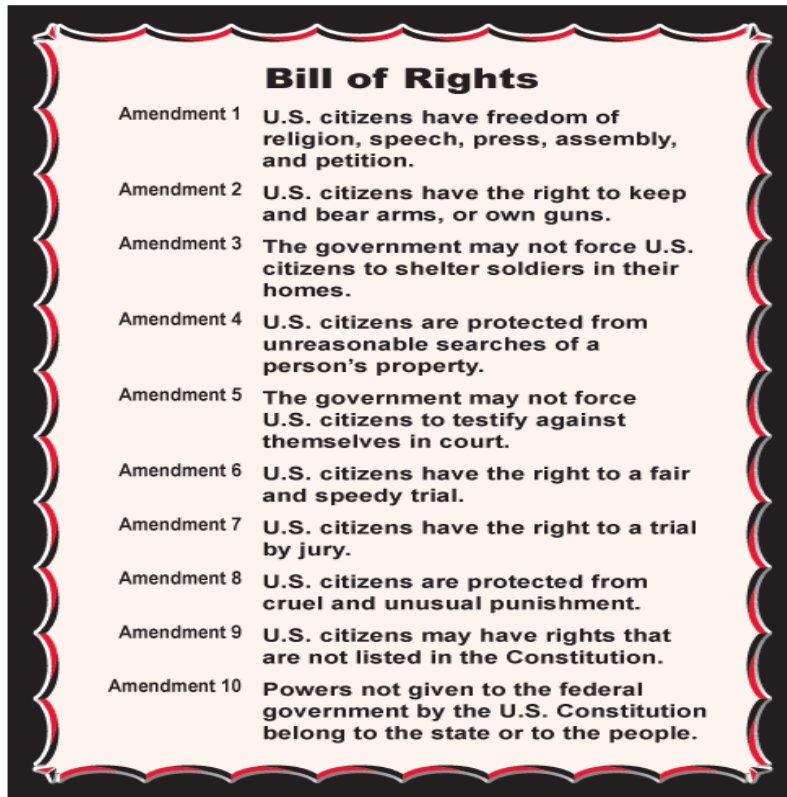 Bill of Rights
Amendment 1 U.S. citizens have freedom of
religion, speech, press, assembly,
and petition.
Amendment 2 U.S. citizens have the right to keep
and bear arms, or own guns.
Amendment 3 The government may not force U.S.
citizens to shelter soldiers in their
homes.
Amendment 4 U.S. citizens are protected from
unreasonable searches of a
person's property.
Amendment 5 The government may not force
U.S. citizens to testify against
themselves in court.
Amendment 6 U.S. citizens have the right to a fair
and speedy trial.
Amendment 7 U.S. citizens have the right to a trial
by jury.
Amendment 8 U.S. citizens are protected from
cruel and unusual punishment.
Amendment 9 U.S. citizens may have rights that
are not listed in the Constitution.
Amendment 10 Powers not given to the federal
government by the U.S. Constitution
belong to the state or to the people.